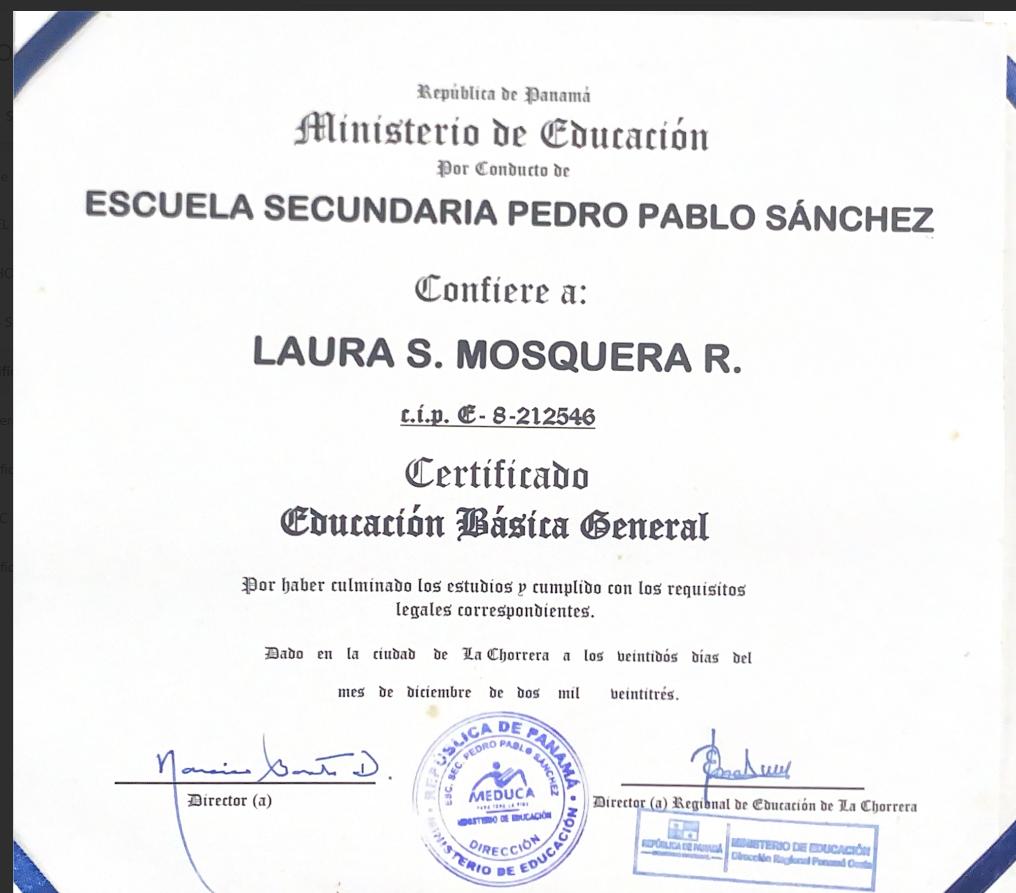 República de Panamá
Ministerio de Educación
Por Conducto de
ESCUELA SECUNDARIA PEDRO PABLO SÁNCHEZ
Confiere a:
LAURA S. MOSQUERA R.
c.i.p. E- 8-212546
Certificado
Educación Básica General
Por haber culminado los estudios y cumplido con los requisitos
legales correspondientes.
Dado en la ciudad de La Chorrera a los veintidós días del
mes de diciembre de dos mil veintitrés.
Director (a)
REPÚBLICA DE PANAMÁ
ESC. SEC. PEDRO PABLO SÁNCHEZ
MEDUCA
MINISTERIO DE EDUCACIÓN
DIRECCIÓN
MINISTERIO DE EDUCACIÓN
Director (a) Regional de Educación de La Chorrera
REPÚBLICA DE PANAMÁ
MINISTERIO DE EDUCACIÓN
Dirección Regional Panamá Oeste